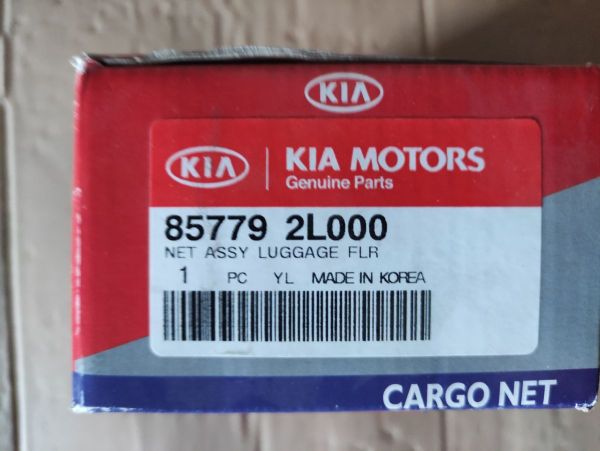 KIA
KIA KIA MOTORS
Genuine Parts
85779 2L000
NET ASSY LUGGAGE FLR
1 PC YL MADE IN KOREA
CARGO NET